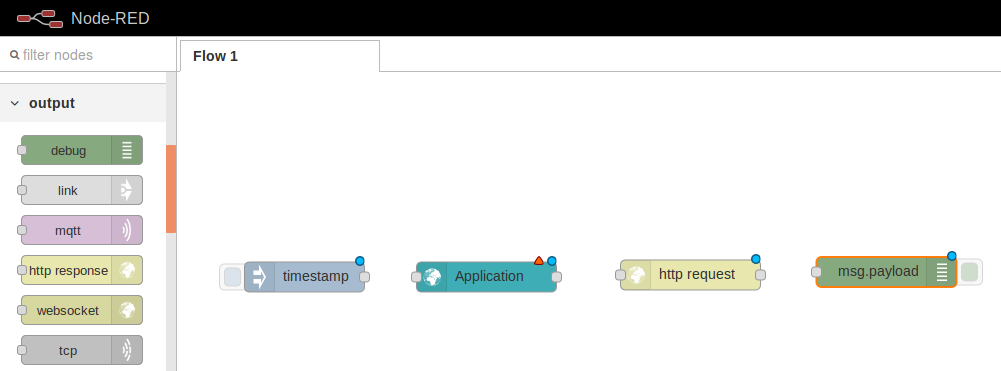 Node-RED
filter nodes
Flow 1
output
debug
link
mqtt
http response
websocket
tcp
timestamp
Application
http request
msg.payload